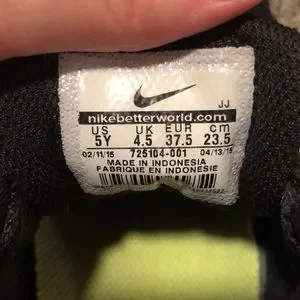 JJ
nikebetterworld.com
US UK EUR cm
5Y 4.5 37.5 23.5
02/11/15 725104-001 04/13/15
MADE IN INDONESIA
FABRIQUE EN INDONESIE